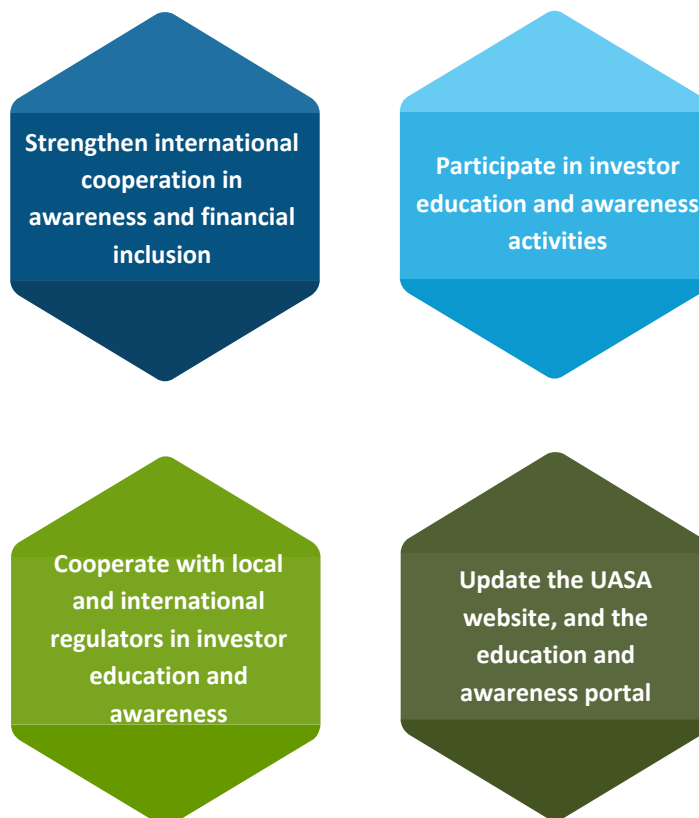 Strengthen international
cooperation in
awareness and financial
inclusion
Participate in investor
education and awareness
activities
Cooperate with local
and international
regulators in investor
education and
awareness
Update the UASA
website, and the
education and
awareness portal